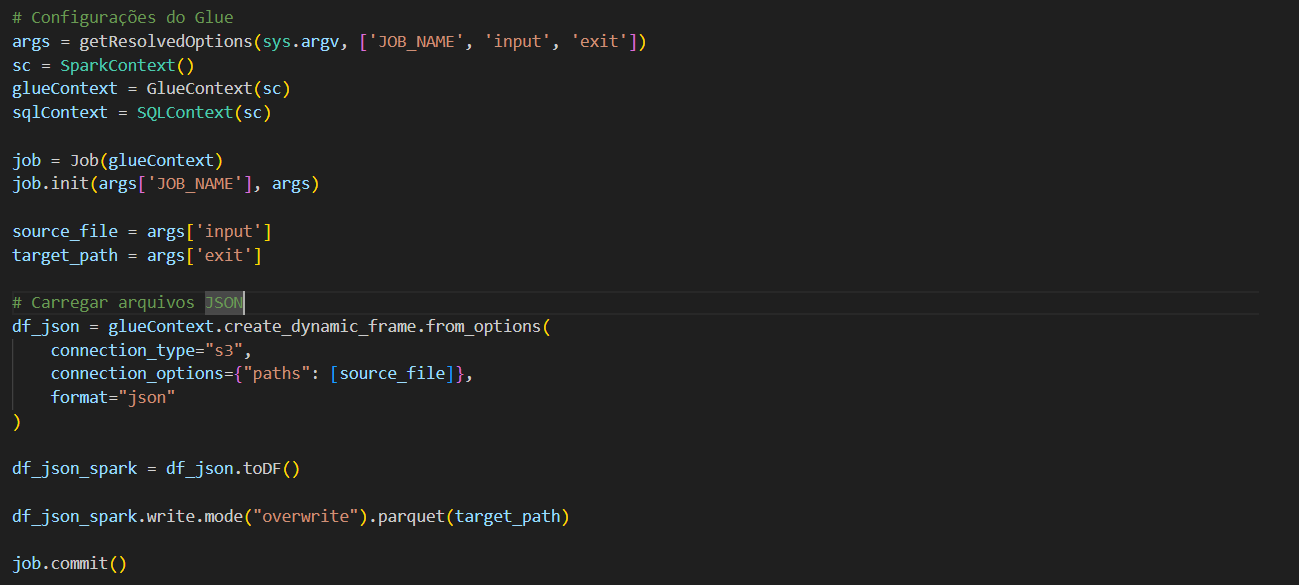 # Configurações do Glue
args = getResolvedOptions(sys.argv, ['JOB_NAME', 'input', 'exit'])
sc = SparkContext()
glueContext = GlueContext(sc)
sqlContext = SQLContext(sc)
job = Job(glueContext)
job.init(args['JOB_NAME'], args)
source_file = args['input']
target_path = args['exit']
# Carregar arquivos JSON
df_json = glueContext.create_dynamic_frame.from_options(
    connection_type="s3",
    connection_options={"paths": [source_file]},
    format="json"
)
df_json_spark = df_json.toDF()
df_json_spark.write.mode("overwrite").parquet(target_path)
job.commit()